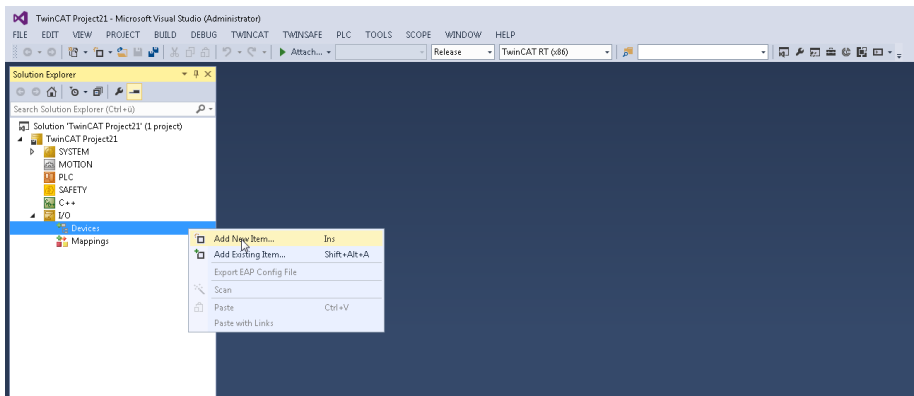 TwinCAT Project21 - Microsoft Visual Studio (Administrator)
FILE EDIT VIEW PROJECT BUILD DEBUG TWINCAT TWINSAFE PLC TOOLS SCOPE WINDOW HELP
Attach... Release TwinCAT RT (x86)
Solution Explorer
Search Solution Explorer (Ctrl+ü)
Solution 'TwinCAT Project21' (1 project)
TwinCAT Project21
SYSTEM
MOTION
PLC
SAFETY
C++
I/O
Devices
Mappings
Add New Item... Ins
Add Existing Item... Shift+Alt+A
Export EAP Config File
Scan
Paste Ctrl+V
Paste with Links